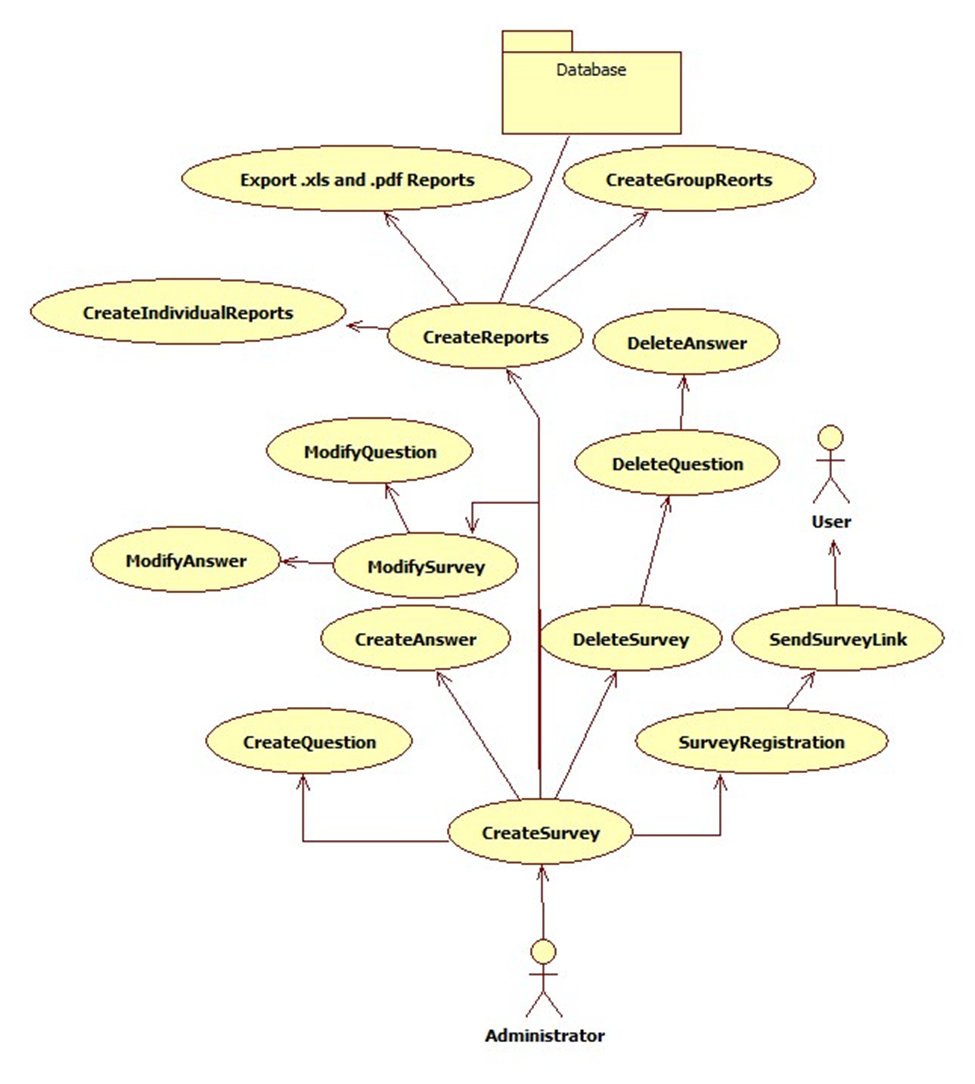 Database
Export .xls and .pdf Reports
CreateGroupReorts
CreateIndividualReports
CreateReports
DeleteAnswer
ModifyQuestion
DeleteQuestion
User
ModifyAnswer
ModifySurvey
CreateAnswer
DeleteSurvey
SendSurveyLink
CreateQuestion
SurveyRegistration
CreateSurvey
Administrator